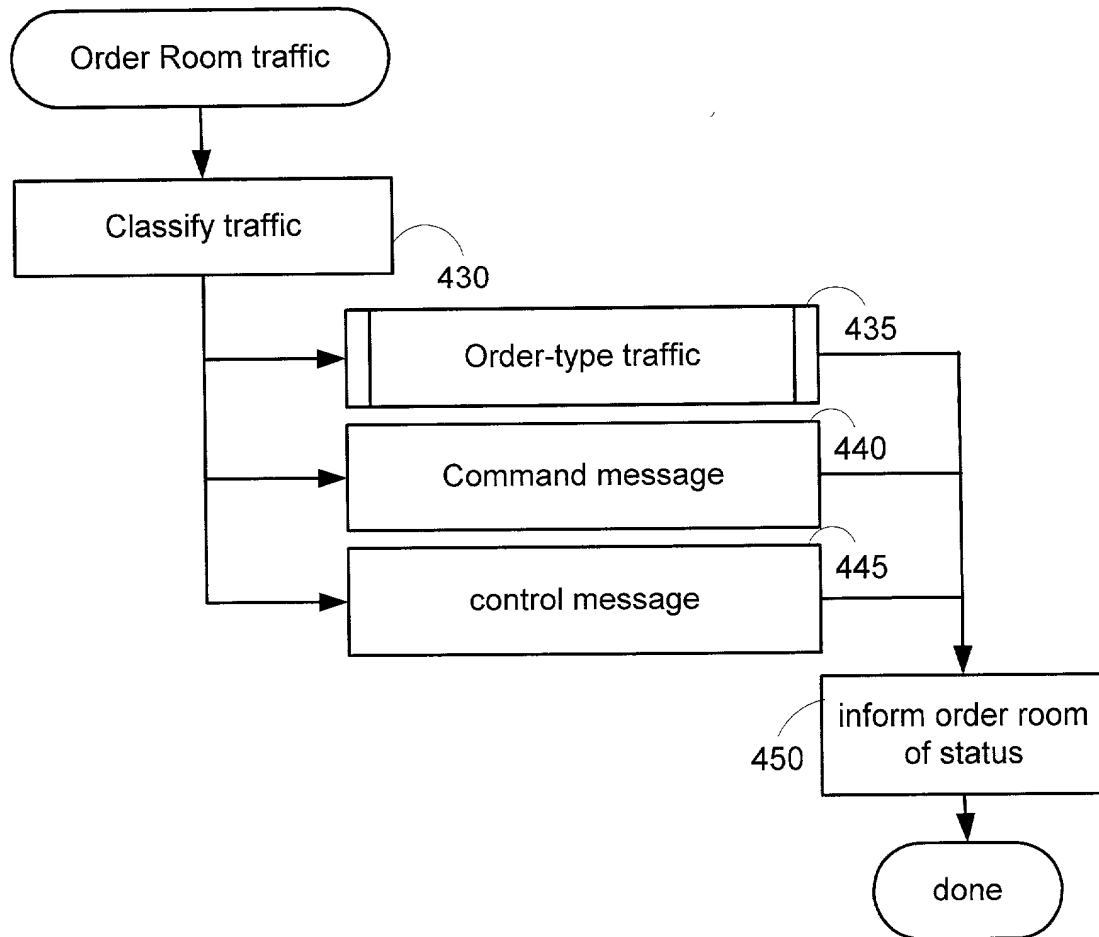 Order Room traffic
Classify traffic
430
Order-type traffic
435
Command message
440
control message
445
inform order room
of status
450
done